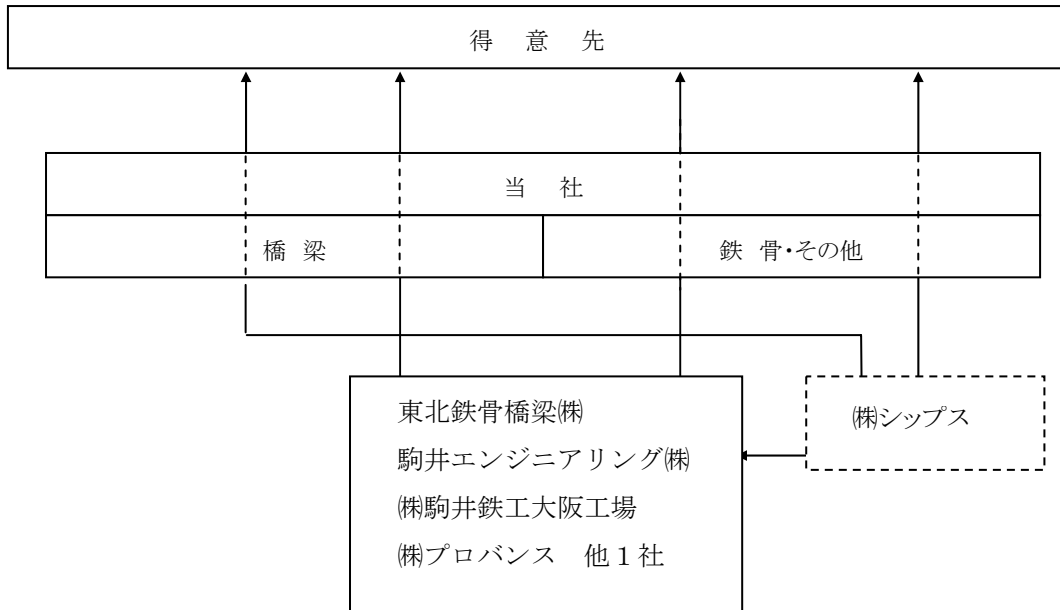 得 意 先
当 社
橋 梁
鉄 骨・その他
東北鉄骨橋梁㈱
駒井エンジニアリング㈱
㈱駒井鉄工大阪工場
㈱プロバンス 他1社
㈱シップス